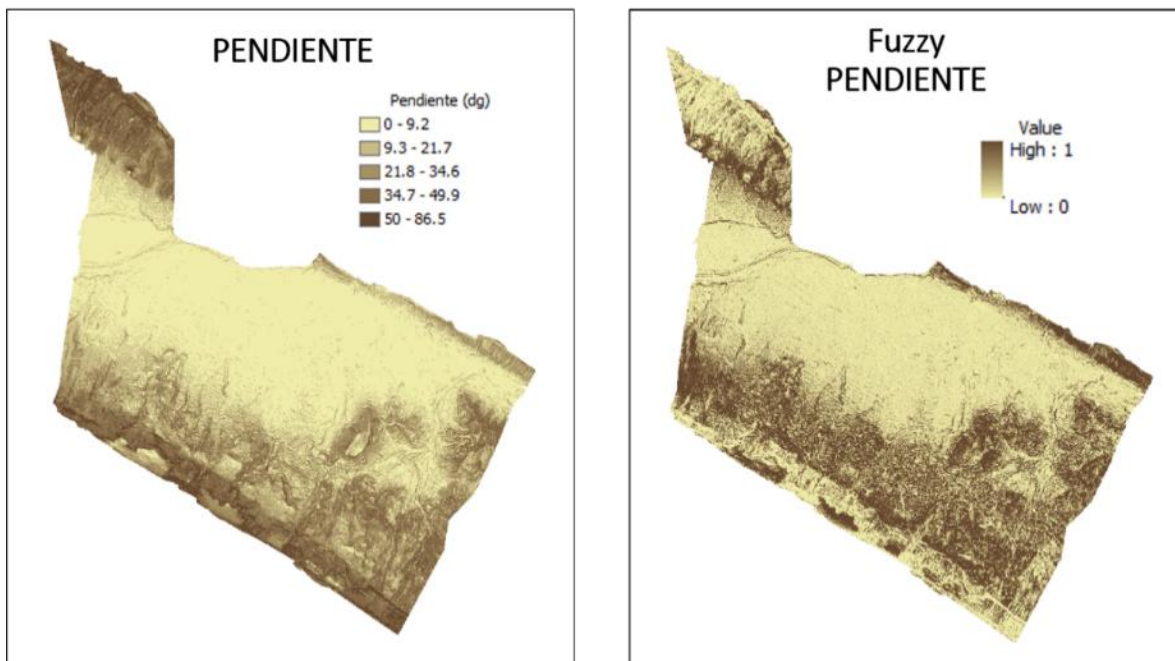 PENDIENTE
Pendiente (dg)
0 - 9.2
9.3 - 21.7
21.8 - 34.6
34.7 - 49.9
50 - 86.5
Fuzzy
PENDIENTE
Value
High : 1
Low : 0